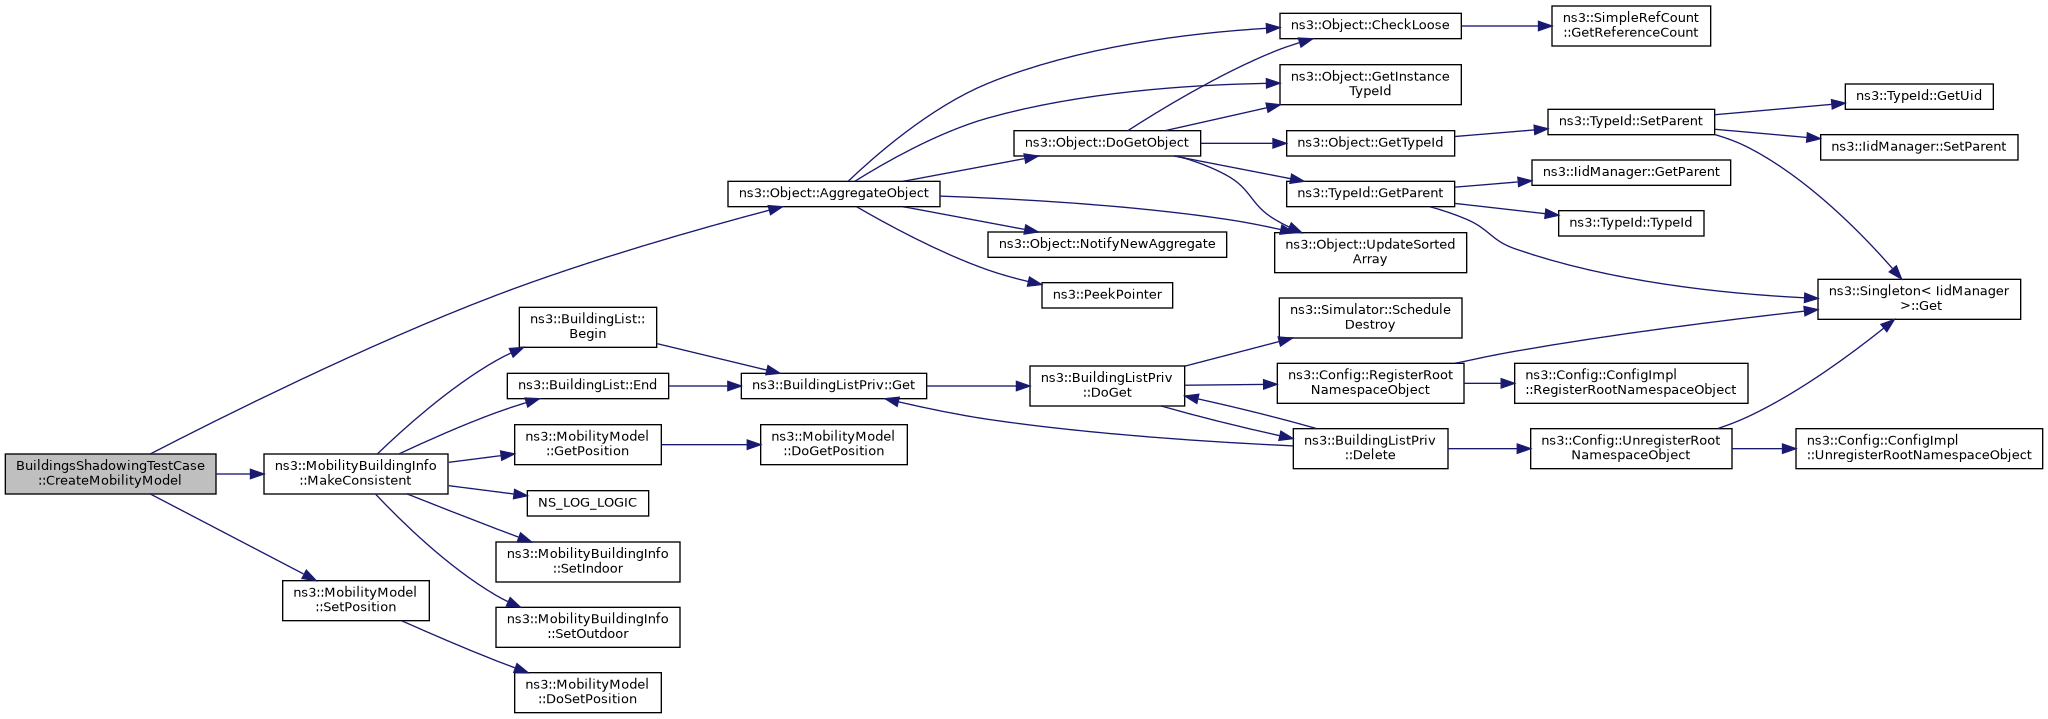 BuildingsShadowingTestCase
::CreateMobilityModel
ns3::Object::AggregateObject
ns3::Object::CheckLoose
ns3::SimpleRefCount
::GetReferenceCount
ns3::Object::GetInstance
TypeId
ns3::Object::DoGetObject
ns3::Object::GetTypeId
ns3::TypeId::SetParent
ns3::TypeId::GetUid
ns3::IidManager::SetParent
ns3::TypeId::GetParent
ns3::IidManager::GetParent
ns3::TypeId::TypeId
ns3::Singleton< IidManager
>::Get
ns3::Object::UpdateSorted
Array
ns3::Object::NotifyNewAggregate
ns3::PeekPointer
ns3::MobilityBuildingInfo
::MakeConsistent
ns3::BuildingList::
Begin
ns3::BuildingList::End
ns3::BuildingListPriv::Get
ns3::BuildingListPriv
::DoGet
ns3::Simulator::Schedule
Destroy
ns3::Config::RegisterRoot
NamespaceObject
ns3::Config::ConfigImpl
::RegisterRootNamespaceObject
ns3::BuildingListPriv
::Delete
ns3::Config::UnregisterRoot
NamespaceObject
ns3::Config::ConfigImpl
::UnregisterRootNamespaceObject
ns3::MobilityModel
::GetPosition
ns3::MobilityModel
::DoGetPosition
NS_LOG_LOGIC
ns3::MobilityBuildingInfo
::SetIndoor
ns3::MobilityBuildingInfo
::SetOutdoor
ns3::MobilityModel
::SetPosition
ns3::MobilityModel
::DoSetPosition